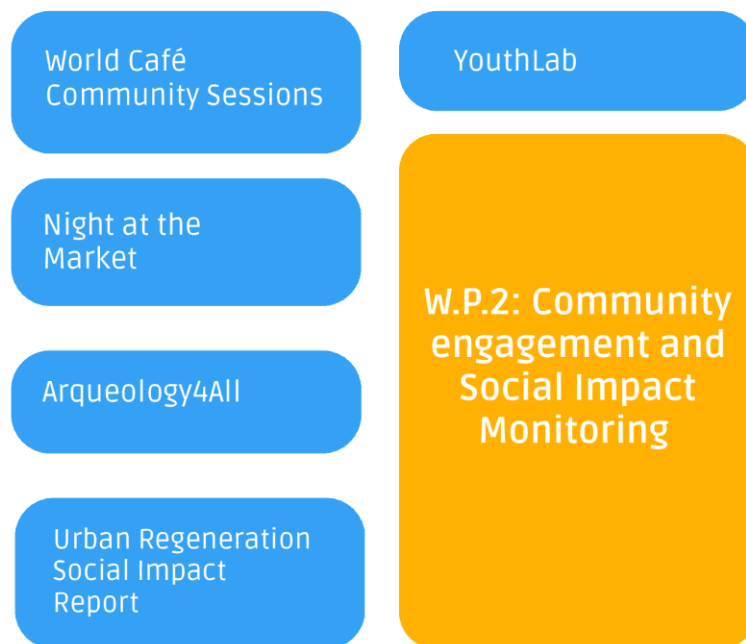 World Café
Community Sessions
YouthLab
Night at the
Market
W.P.2: Community
engagement and
Social Impact
Monitoring
Arqueology4All
Urban Regeneration
Social Impact
Report